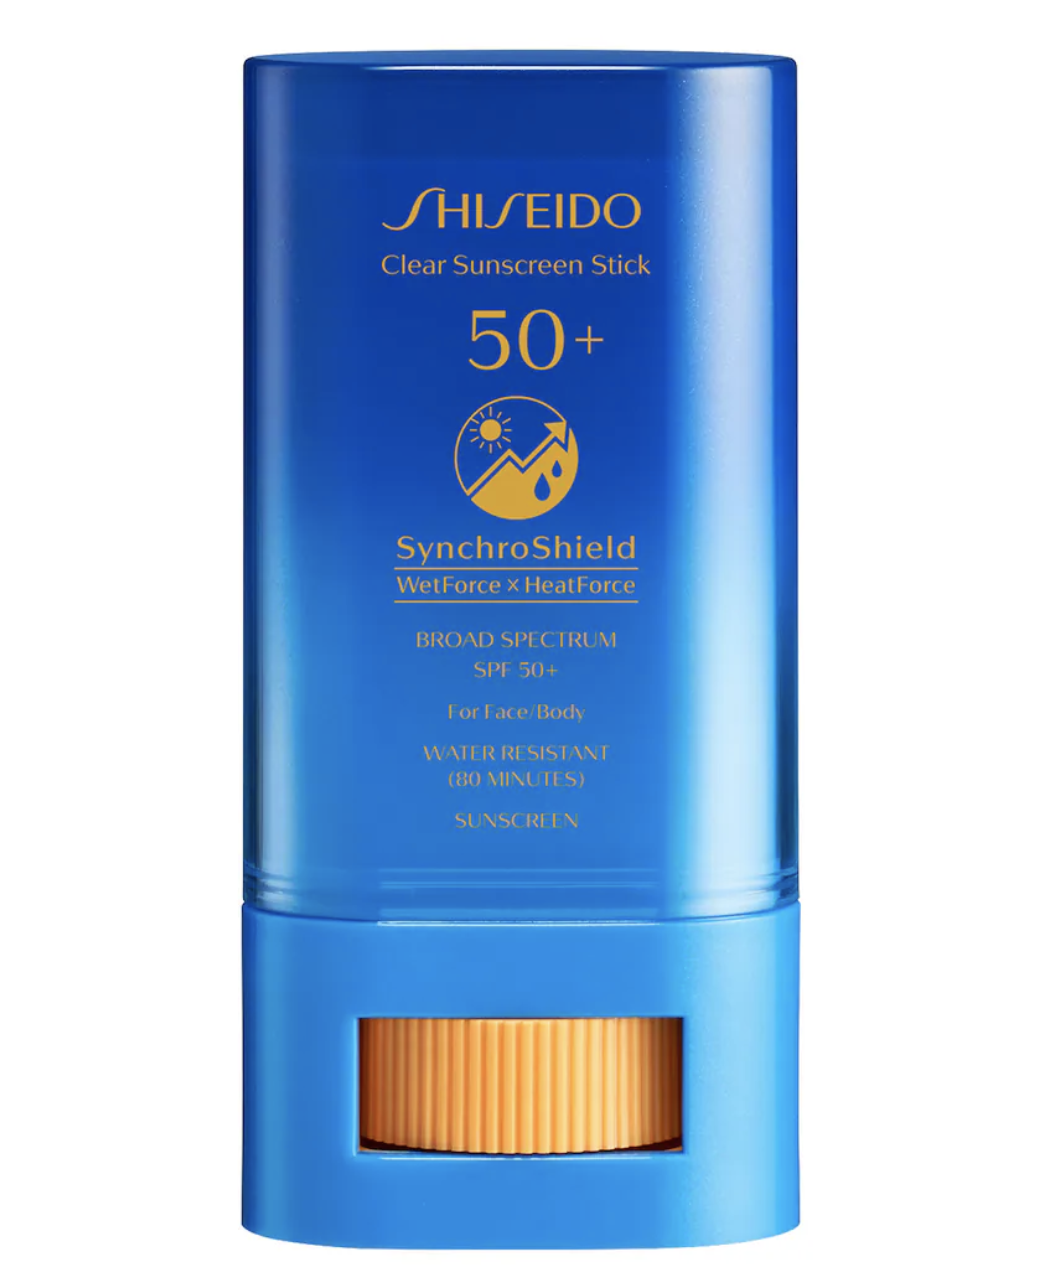 SHISEIDO
Clear Sunscreen Stick
50+
SynchroShield
WetForce × HeatForce
BROAD SPECTRUM
SPF 50+
For Face/Body
WATER RESISTANT
(80 MINUTES)
SUNSCREEN